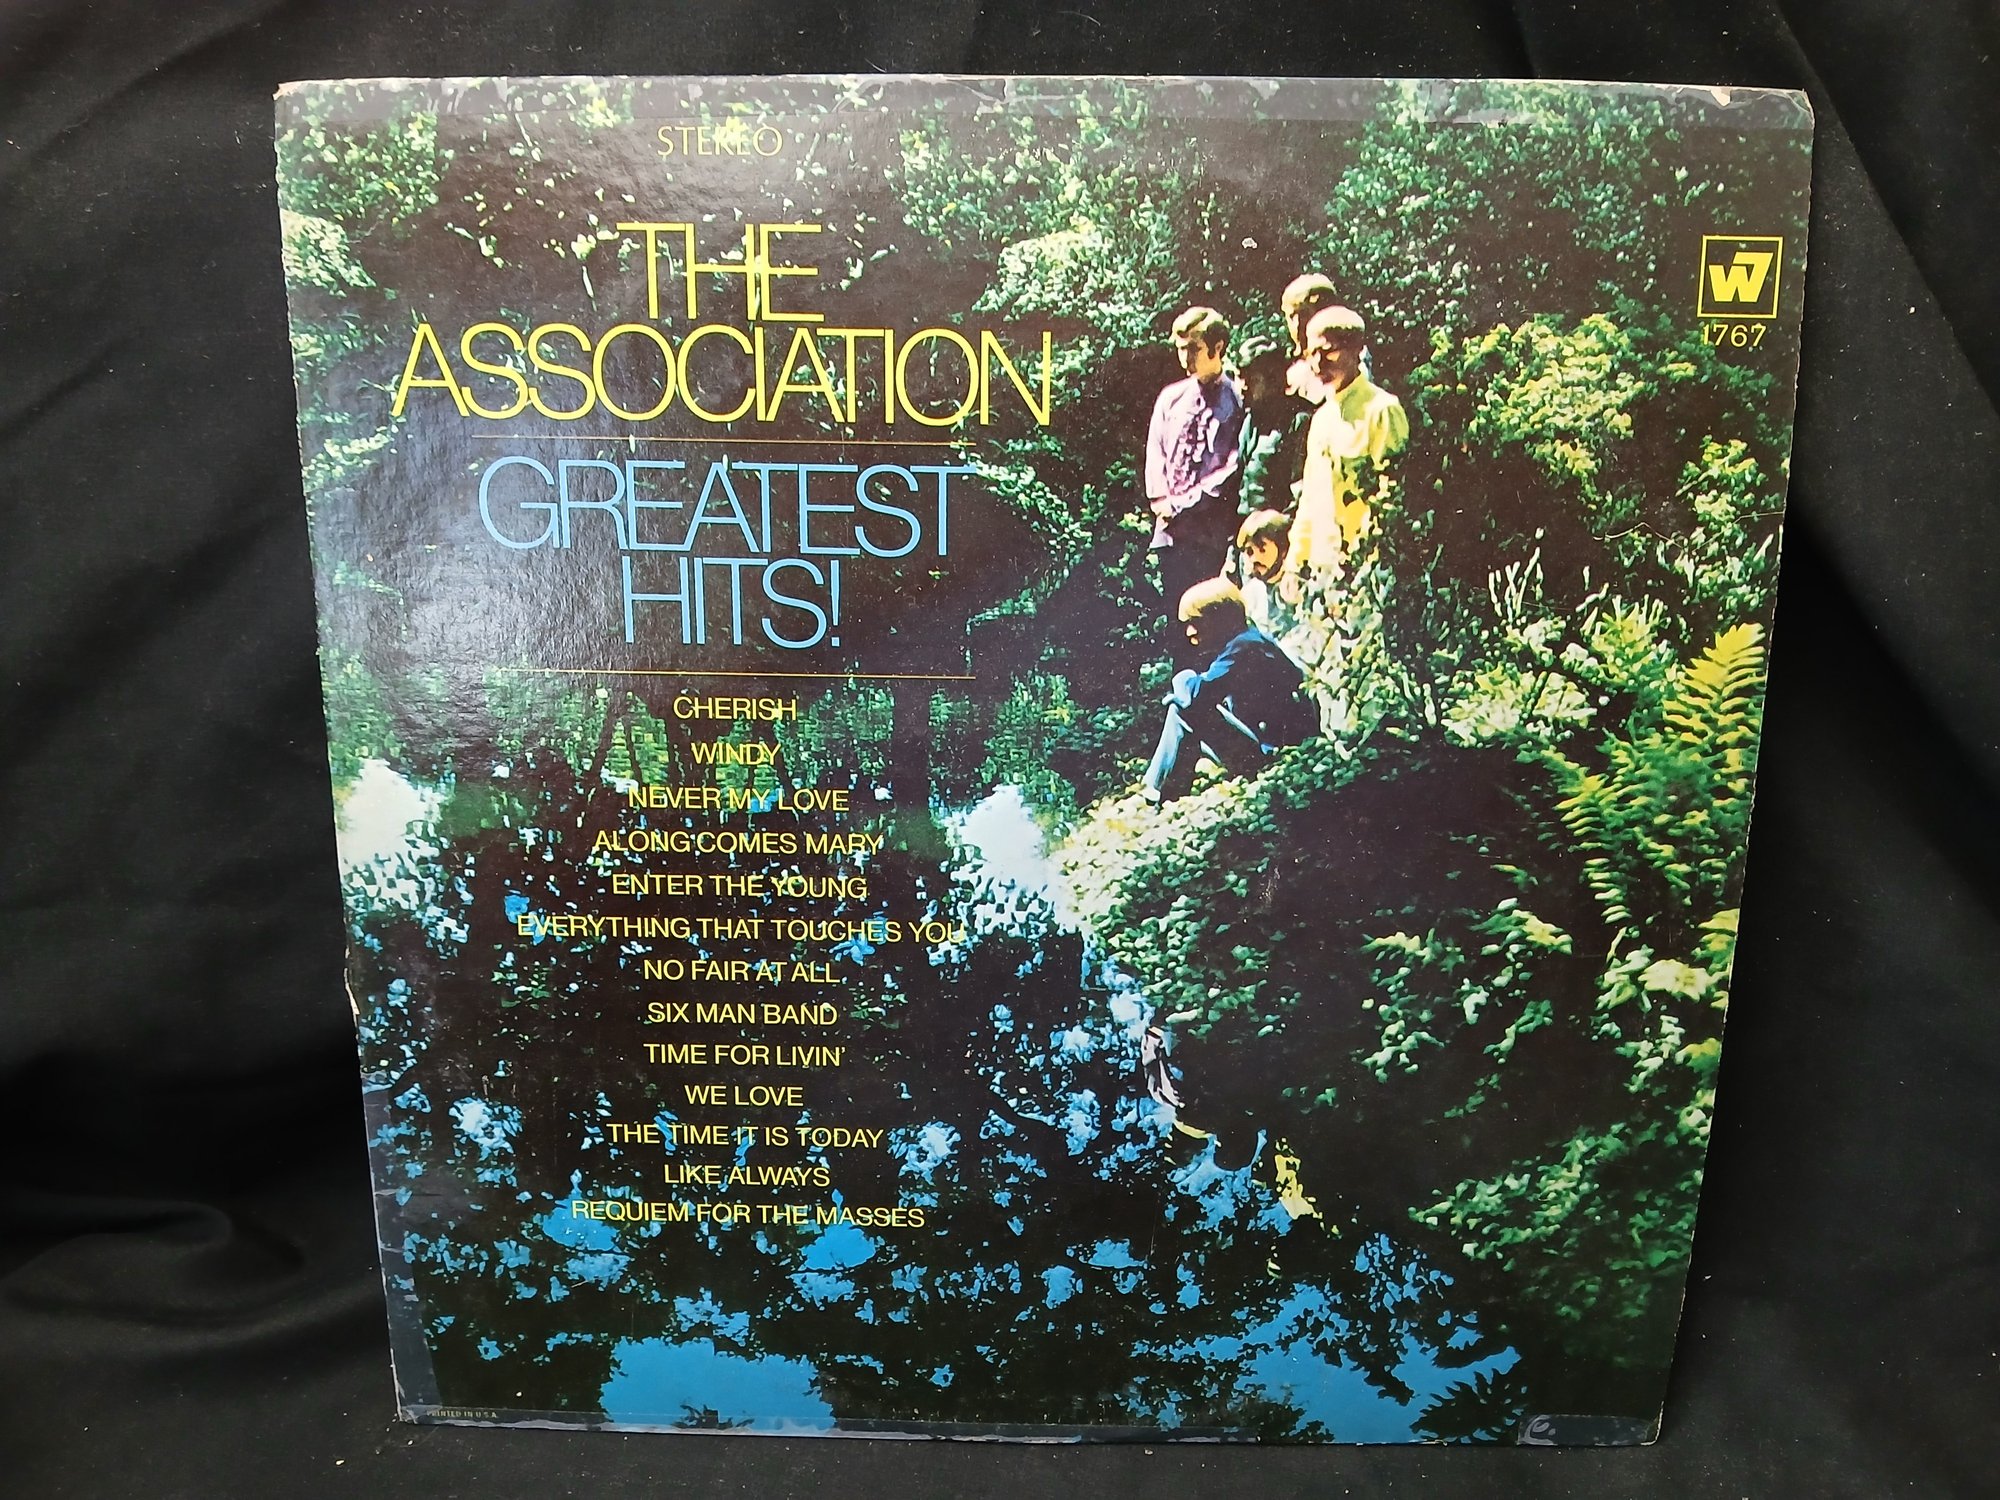 STEREO
THE
ASSOCIATION
GREATEST
HITS!
W7
1767
CHERISH
WINDY
NEVER MY LOVE
ALONG COMES MARY
ENTER THE YOUNG
EVERYTHING THAT TOUCHES YOU
NO FAIR AT ALL
SIX MAN BAND
TIME FOR LIVIN'
WE LOVE
THE TIME IT IS TODAY
LIKE ALWAYS
REQUIEM FOR THE MASSES
PRINTED IN U.S.A.